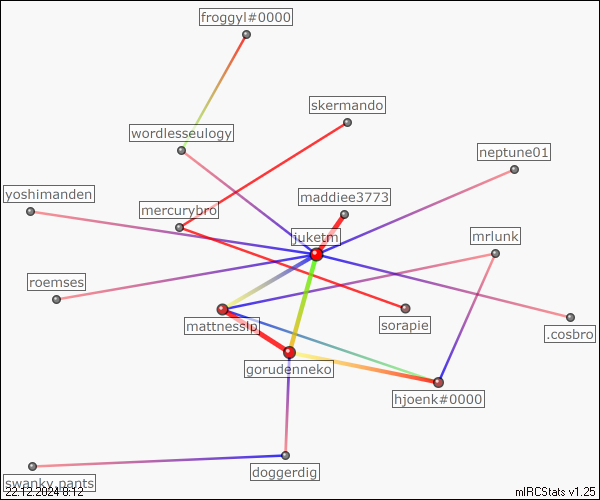 froggyl#0000
skermando
wordlesseulogy
neptune01
yoshimanden
maddiee3773
mercurybro
juketm
mrlunk
roemses
mattnesslp
sorapie
.cosbro
gorudenneko
hjoenk#0000
doggerdig
swanky.pants
22.12.2024 0:12
mIRCStats v1.25